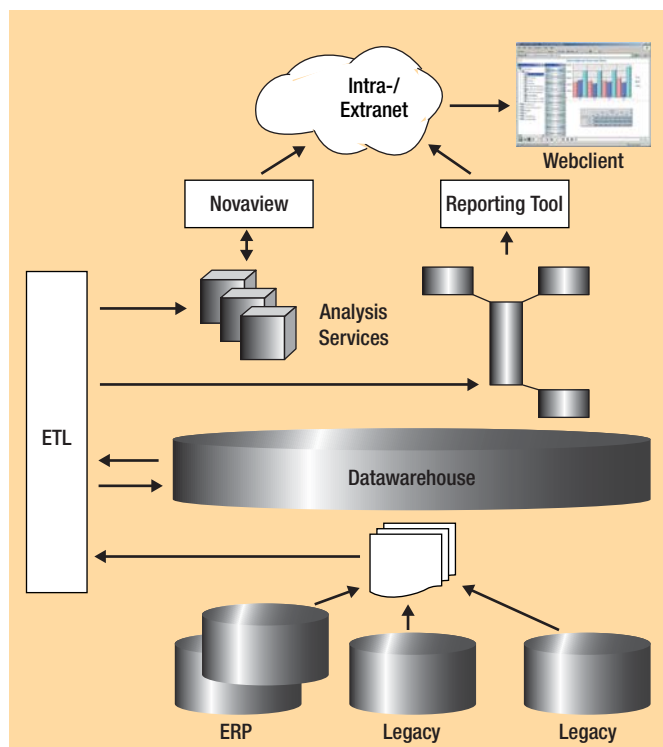 Intra-/
Extranet
Webclient
Novaview
Reporting Tool
Analysis
Services
ETL
Datawarehouse
ERP
Legacy
Legacy